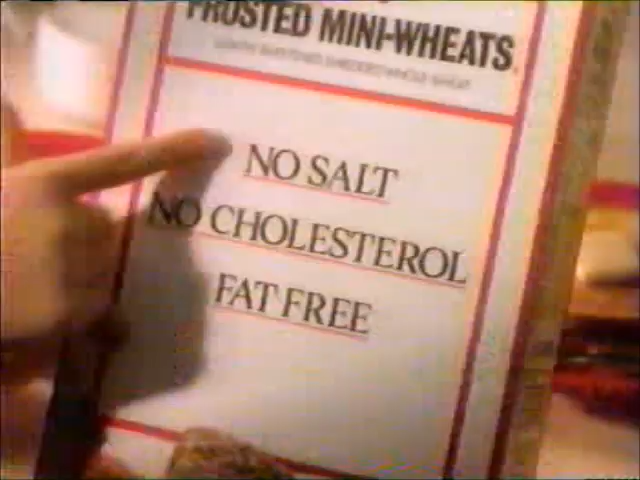 FROSTED MINI-WHEATS
NO SALT
NO CHOLESTEROL
FAT FREE